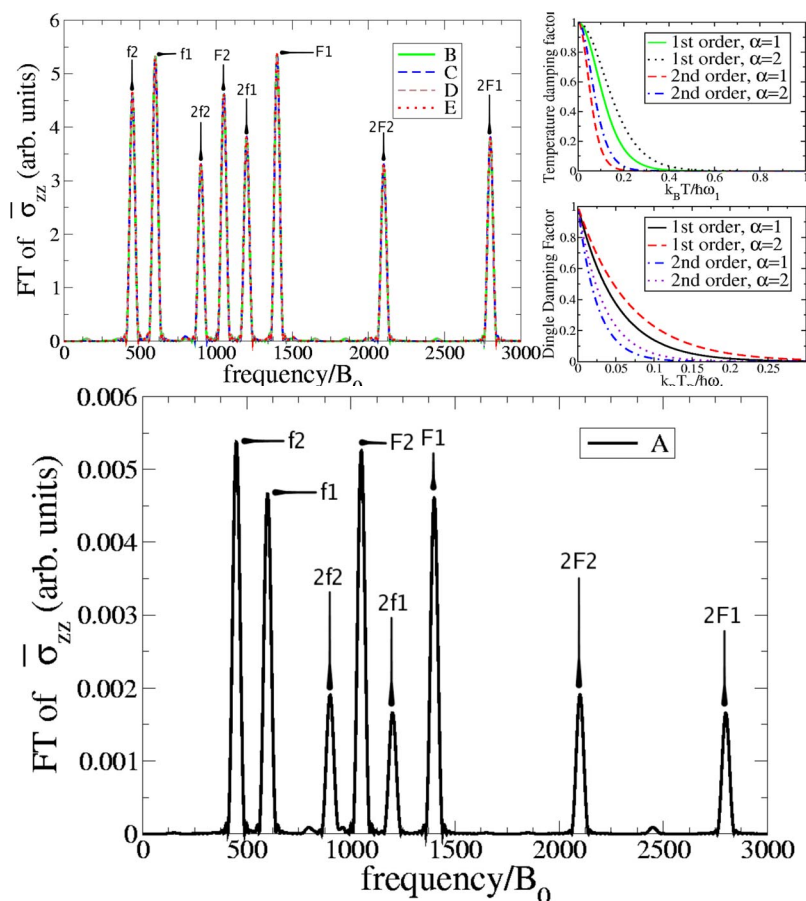 6
5
4
3
2
1
0
FT of σ̅zz (arb. units)
f2
f1
2f2
F2
2f1
F1
2F2
2F1
B
C
D
E
0 500 1000 1500 2000 2500 3000
frequency/B0
Temperature damping factor
1
0.8
0.6
0.4
0.2
0
1st order, α=1
1st order, α=2
2nd order, α=1
2nd order, α=2
0 0.2 0.4 0.6 0.8 1
kBT/ħω1
Dingle Damping Factor
1
0.8
0.6
0.4
0.2
0
1st order, α=1
1st order, α=2
2nd order, α=1
2nd order, α=2
0 0.05 0.1 0.15 0.2 0.25
0.006
0.005
0.004
0.003
0.002
0.001
0
FT of σ̅zz (arb. units)
f2
f1
2f2
F2
2f1
F1
2F2
2F1
A
0 500 1000 1500 2000 2500 3000
frequency/B0